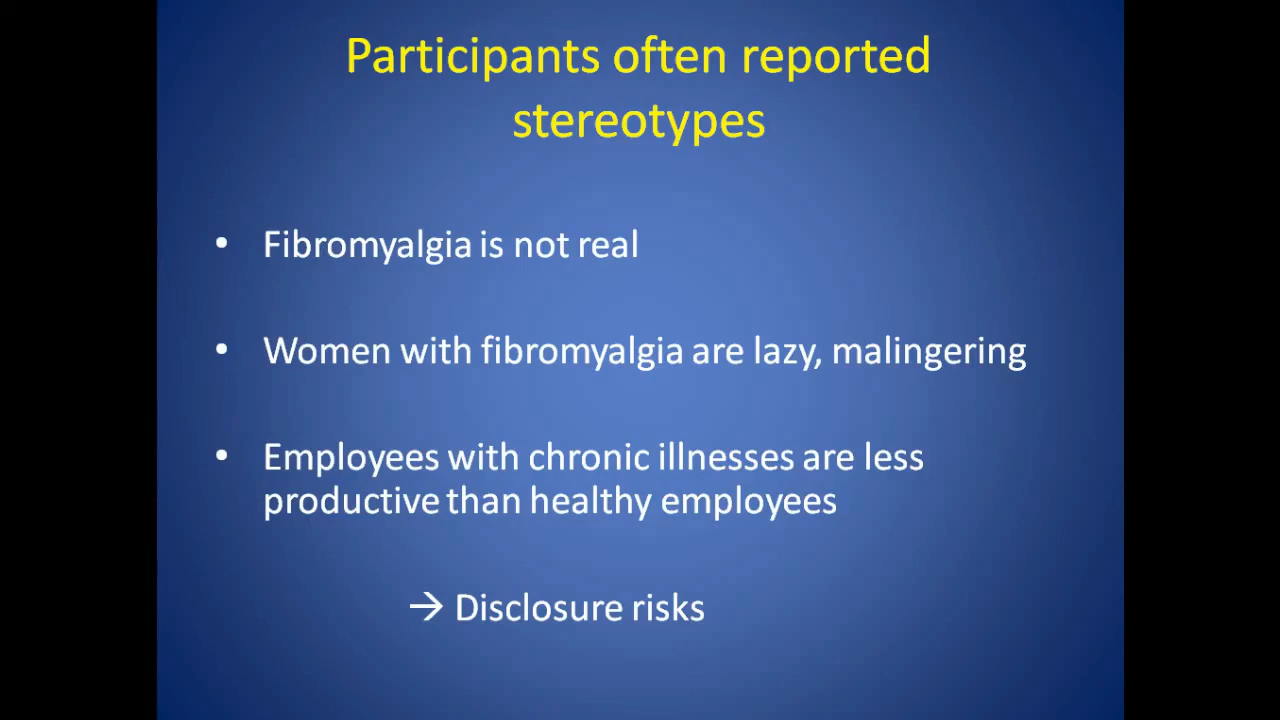 Participants often reported
stereotypes
• Fibromyalgia is not real
• Women with fibromyalgia are lazy, malingering
• Employees with chronic illnesses are less
productive than healthy employees
→ Disclosure risks